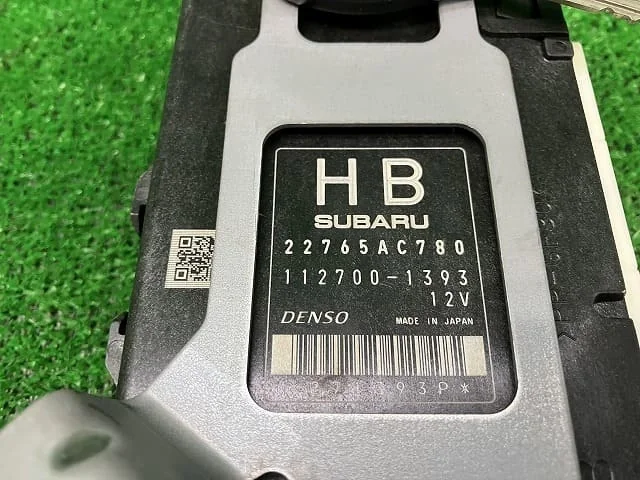 HB
SUBARU
22765AC780
112700-1393
12V
DENSO MADE IN JAPAN